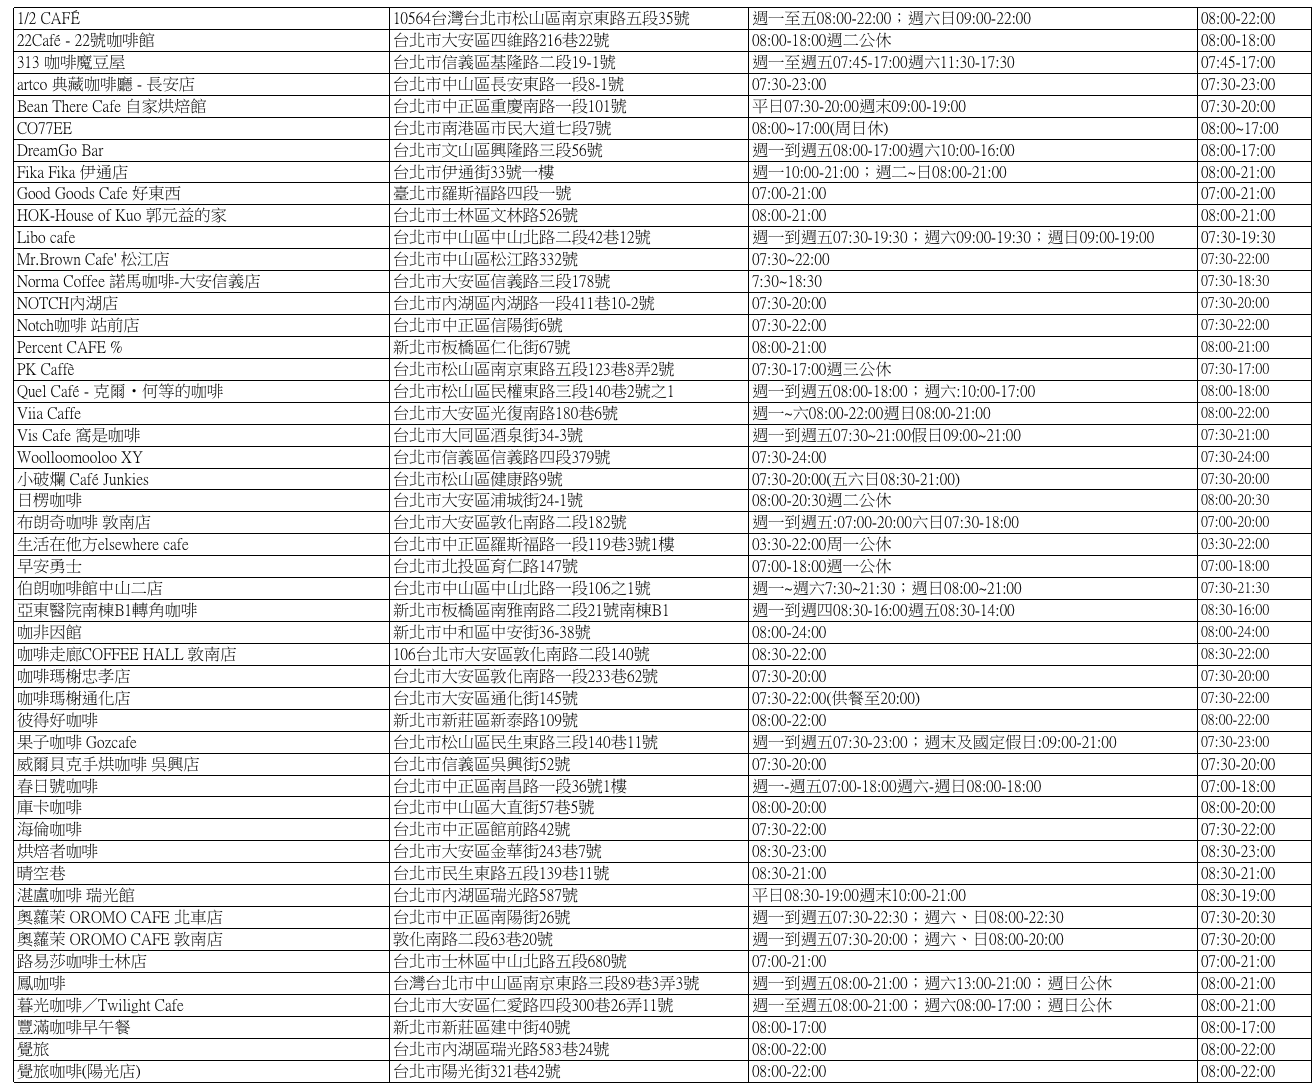 1/2 CAFÉ 10564台灣台北市松山區南京東路五段35號 週一至五08:00-22:00；週六日09:00-22:00 08:00-22:00
22Café - 22號咖啡館 台北市大安區四維路216巷22號 08:00-18:00週二公休 08:00-18:00
313 咖啡魔豆屋 台北市信義區基隆路二段19-1號 週一至週五07:45-17:00週六11:30-17:30 07:45-17:00
artco 典藏咖啡廳 - 長安店 台北市中山區長安東路一段8-1號 07:30-23:00 07:30-23:00
Bean There Cafe 自家烘焙館 台北市中正區重慶南路一段101號 平日07:30-20:00週末09:00-19:00 07:30-20:00
CO77EE 台北市南港區市民大道七段7號 08:00~17:00(周日休) 08:00~17:00
DreamGo Bar 台北市文山區興隆路三段56號 週一到週五08:00-17:00週六10:00-16:00 08:00-17:00
Fika Fika 伊通店 台北市伊通街33號一樓 週一10:00-21:00；週二~日08:00-21:00 08:00-21:00
Good Goods Cafe 好東西 臺北市羅斯福路四段一號 07:00-21:00 07:00-21:00
HOK-House of Kuo 郭元益的家 台北市士林區文林路526號 08:00-21:00 08:00-21:00
Libo cafe 台北市中山區中山北路二段42巷12號 週一到週五07:30-19:30；週六09:00-19:30；週日09:00-19:00 07:30-19:30
Mr.Brown Cafe' 松江店 台北市中山區松江路332號 07:30~22:00 07:30-22:00
Norma Coffee 諾馬咖啡-大安信義店 台北市大安區信義路三段178號 7:30~18:30 07:30-18:30
NOTCH內湖店 台北市內湖區內湖路一段411巷10-2號 07:30-20:00 07:30-20:00
Notch咖啡 站前店 台北市中正區信陽街6號 07:30-22:00 07:30-22:00
Percent CAFE % 新北市板橋區仁化街67號 08:00-21:00 08:00-21:00
PK Caffè 台北市松山區南京東路五段123巷8弄2號 07:30-17:00週三公休 07:30-17:00
Quel Café - 克爾・何等的咖啡 台北市松山區民權東路三段140巷2號之1 週一到週五08:00-18:00；週六:10:00-17:00 08:00-18:00
Viia Caffe 台北市大安區光復南路180巷6號 週一~六08:00-22:00週日08:00-21:00 08:00-22:00
Vis Cafe 窩是咖啡 台北市大同區酒泉街34-3號 週一到週五07:30~21:00假日09:00~21:00 07:30-21:00
Woolloomooloo XY 台北市信義區信義路四段379號 07:30-24:00 07:30-24:00
小破爛 Café Junkies 台北市松山區健康路9號 07:30-20:00(五六日08:30-21:00) 07:30-20:00
日楞咖啡 台北市大安區浦城街24-1號 08:00-20:30週二公休 08:00-20:30
布朗奇咖啡 敦南店 台北市大安區敦化南路二段182號 週一到週五:07:00-20:00六日07:30-18:00 07:00-20:00
生活在他方elsewhere cafe 台北市中正區羅斯福路一段119巷3號1樓 03:30-22:00周一公休 03:30-22:00
早安勇士 台北市北投區育仁路147號 07:00-18:00週一公休 07:00-18:00
伯朗咖啡館中山二店 台北市中山區中山北路一段106之1號 週一~週六7:30~21:30；週日08:00~21:00 07:30-21:30
亞東醫院南棟B1轉角咖啡 新北市板橋區南雅南路二段21號南棟B1 週一到週四08:30-16:00週五08:30-14:00 08:30-16:00
咖非因館 新北市中和區中安街36-38號 08:00-24:00 08:00-24:00
咖啡走廊COFFEE HALL 敦南店 106台北市大安區敦化南路二段140號 08:30-22:00 08:30-22:00
咖啡瑪榭忠孝店 台北市大安區敦化南路一段233巷62號 07:30-20:00 07:30-20:00
咖啡瑪榭通化店 台北市大安區通化街145號 07:30-22:00(供餐至20:00) 07:30-22:00
彼得好咖啡 新北市新莊區新泰路109號 08:00-22:00 08:00-22:00
果子咖啡 Gozcafe 台北市松山區民生東路三段140巷11號 週一到週五07:30-23:00；週末及國定假日:09:00-21:00 07:30-23:00
威爾貝克手烘咖啡 吳興店 台北市信義區吳興街52號 07:30-20:00 07:30-20:00
春日號咖啡 台北市中正區南昌路一段36號1樓 週一-週五07:00-18:00週六-週日08:00-18:00 07:00-18:00
庫卡咖啡 台北市中山區大直街57巷5號 08:00-20:00 08:00-20:00
海倫咖啡 台北市中正區館前路42號 07:30-22:00 07:30-22:00
烘焙者咖啡 台北市大安區金華街243巷7號 08:30-23:00 08:30-23:00
晴空巷 台北市民生東路五段139巷11號 08:30-21:00 08:30-21:00
湛盧咖啡 瑞光館 台北市內湖區瑞光路587號 平日08:30-19:00週末10:00-21:00 08:30-19:00
奧蘿茉 OROMO CAFE 北車店 台北市中正區南陽街26號 週一到週五07:30-22:30；週六、日08:00-22:30 07:30-20:30
奧蘿茉 OROMO CAFE 敦南店 敦化南路二段63巷20號 週一到週五07:30-20:00；週六、日08:00-20:00 07:30-20:00
路易莎咖啡士林店 台北市士林區中山北路五段680號 07:00-21:00 07:00-21:00
鳳咖啡 台灣台北市中山區南京東路三段89巷3弄3號 週一到週五08:00-21:00；週六13:00-21:00；週日公休 08:00-21:00
暮光咖啡／Twilight Cafe 台北市大安區仁愛路四段300巷26弄11號 週一至週五08:00-21:00；週六08:00-17:00；週日公休 08:00-21:00
豐滿咖啡早午餐 新北市新莊區建中街40號 08:00-17:00 08:00-17:00
覺旅 台北市內湖區瑞光路583巷24號 08:00-22:00 08:00-22:00
覺旅咖啡(陽光店) 台北市陽光街321巷42號 08:00-22:00 08:00-22:00